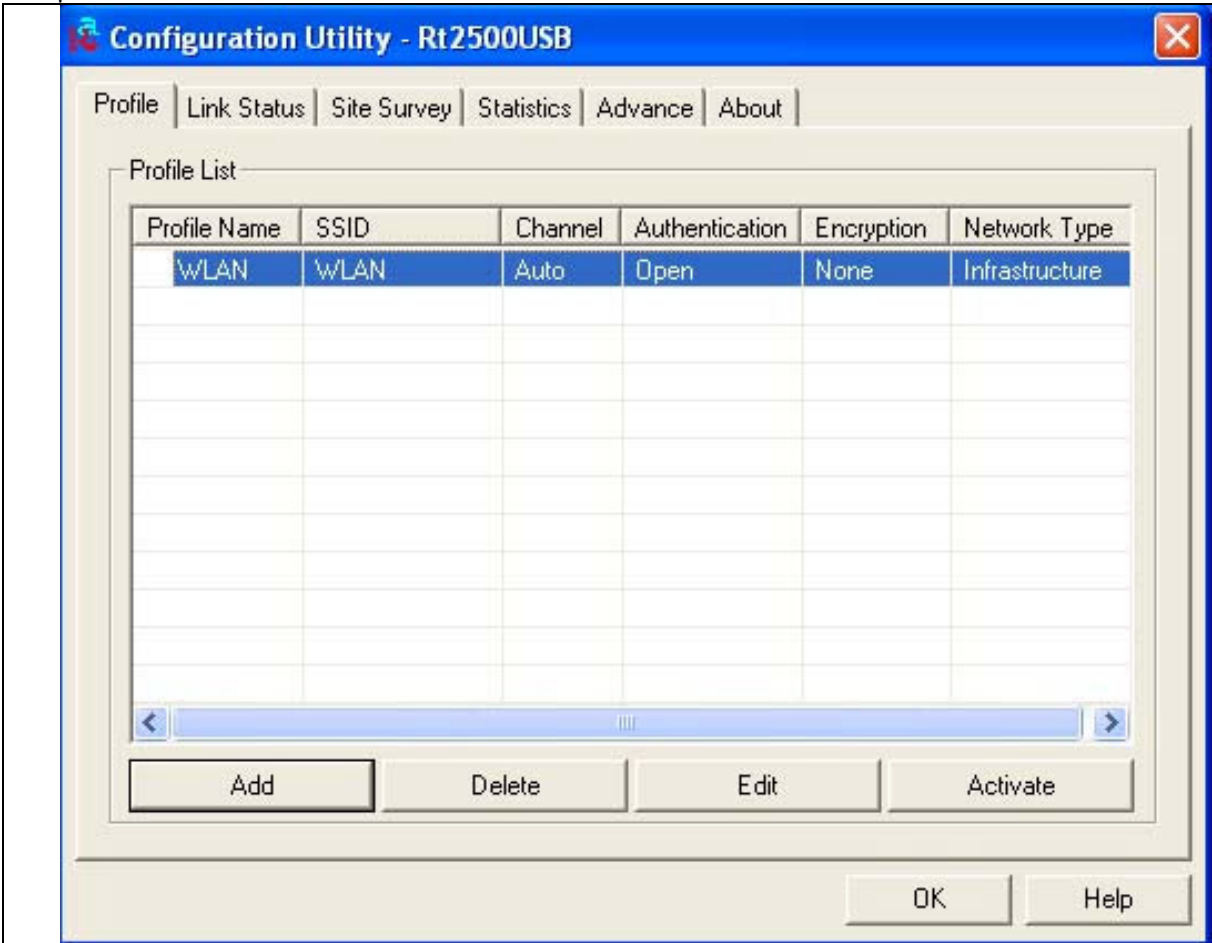 Configuration Utility - Rt2500USB
Profile Link Status Site Survey Statistics Advance About
Profile List
Profile Name SSID Channel Authentication Encryption Network Type
WLAN WLAN Auto Open None Infrastructure
Add Delete Edit Activate
OK Help